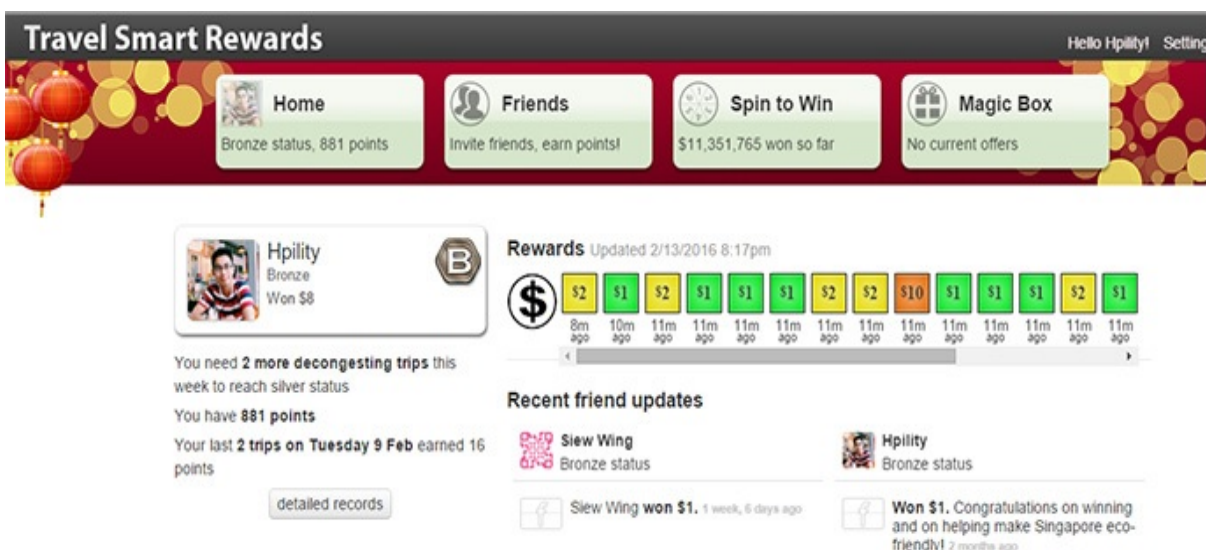 Travel Smart Rewards
Hello Hpility! Setting
Home
Bronze status, 881 points
Friends
Invite friends, earn points!
Spin to Win
$11,351,765 won so far
Magic Box
No current offers
Hpility
Bronze
Won $8
B
You need 2 more decongesting trips this
week to reach silver status
You have 881 points
Your last 2 trips on Tuesday 9 Feb earned 16
points
detailed records
Rewards Updated 2/13/2016 8:17pm
$ $2 $1 $2 $1 $1 $1 $2 $2 $10 $1 $1 $1 $2 $1
8m 10m 11m 11m 11m 11m 11m 11m 11m 11m 11m 11m 11m 11m
ago ago ago ago ago ago ago ago ago ago ago ago ago ago
Recent friend updates
Siew Wing
Bronze status
Siew Wing won $1. 1 week, 6 days ago
Hpility
Bronze status
Won $1. Congratulations on winning
and on helping make Singapore eco-
friendly! 2 months ago